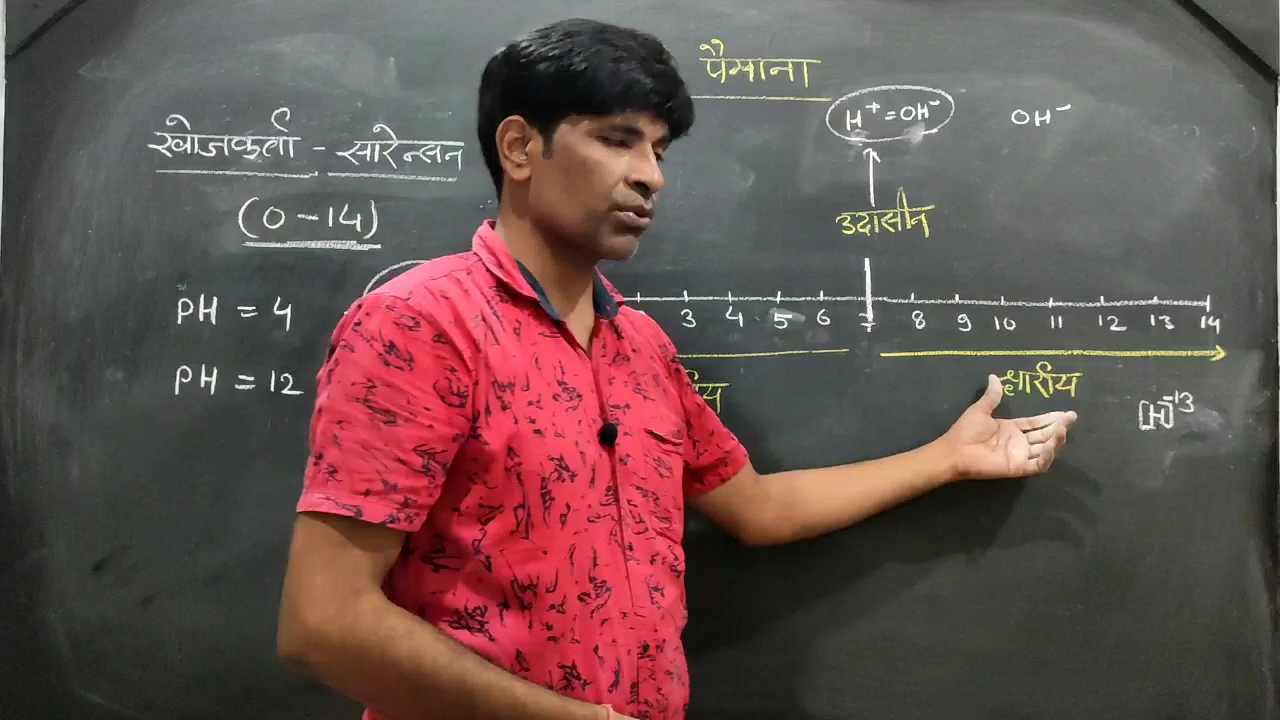 पैमाना
H⁺ = OH⁻
OH⁻
खोजकर्ता - सारेन्सन
(0 - 14)
उदासीन
PH = 4
3 4 5 6 7 8 9 10 11 12 13 14
PH = 12
क्षारीय
[H]⁻¹³